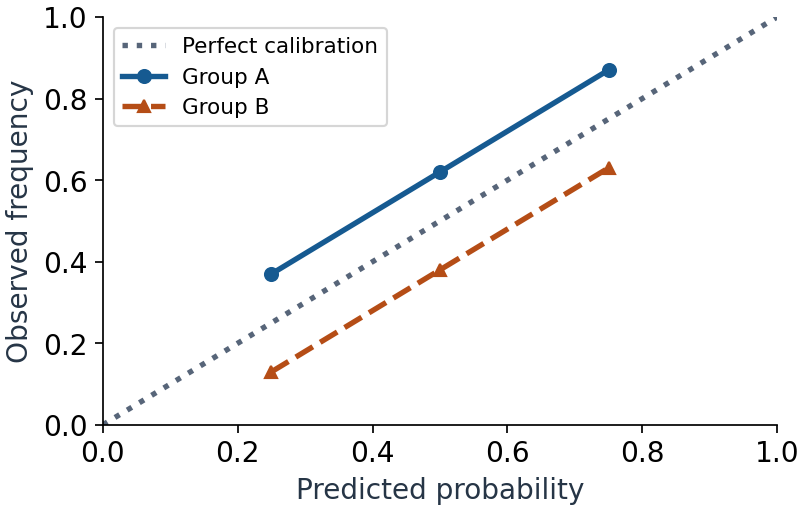 Perfect calibration
Group A
Group B
Observed frequency
1.0
0.8
0.6
0.4
0.2
0.0
0.0 0.2 0.4 0.6 0.8 1.0
Predicted probability